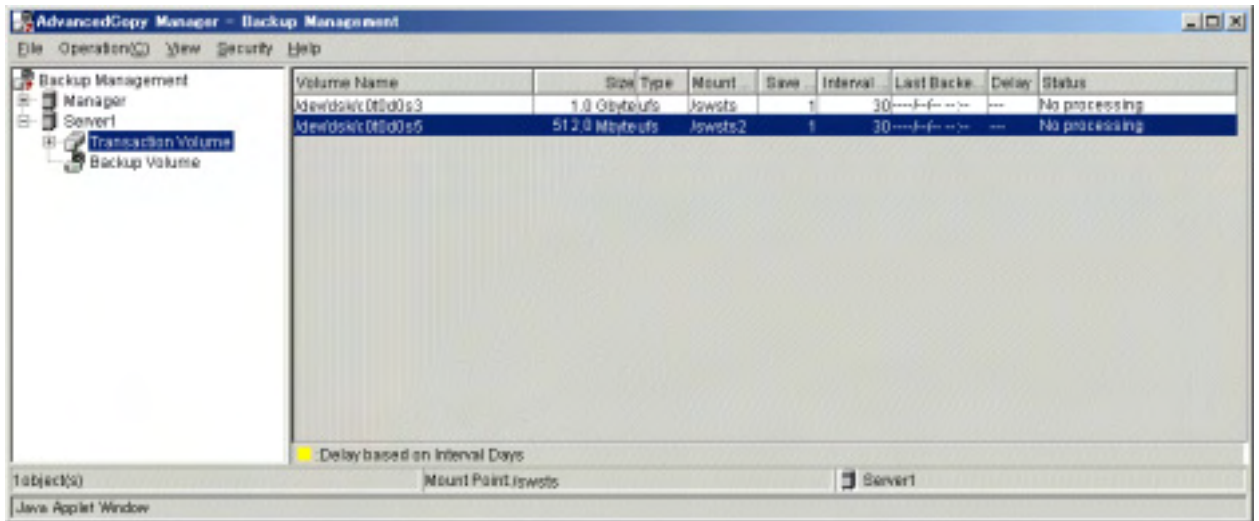 AdvancedCopy Manager - Backup Management
File Operation(C) View Security Help
Backup Management
Manager
Server1
Transaction Volume
Backup Volume
Volume Name Size Type Mount... Save... Interval... Last Backe... Delay Status
/dev/dsk/c0t0d0s3 1.0 Gbyte ufs /swsts 1 30 ----/--/-- --:-- --- No processing
/dev/dsk/c0t0d0s5 512.0 Mbyte ufs /swsts2 1 30 ----/--/-- --:-- --- No processing
:Delay based on Interval Days
1object(s) Mount Point:/swsts Server1
Java Applet Window